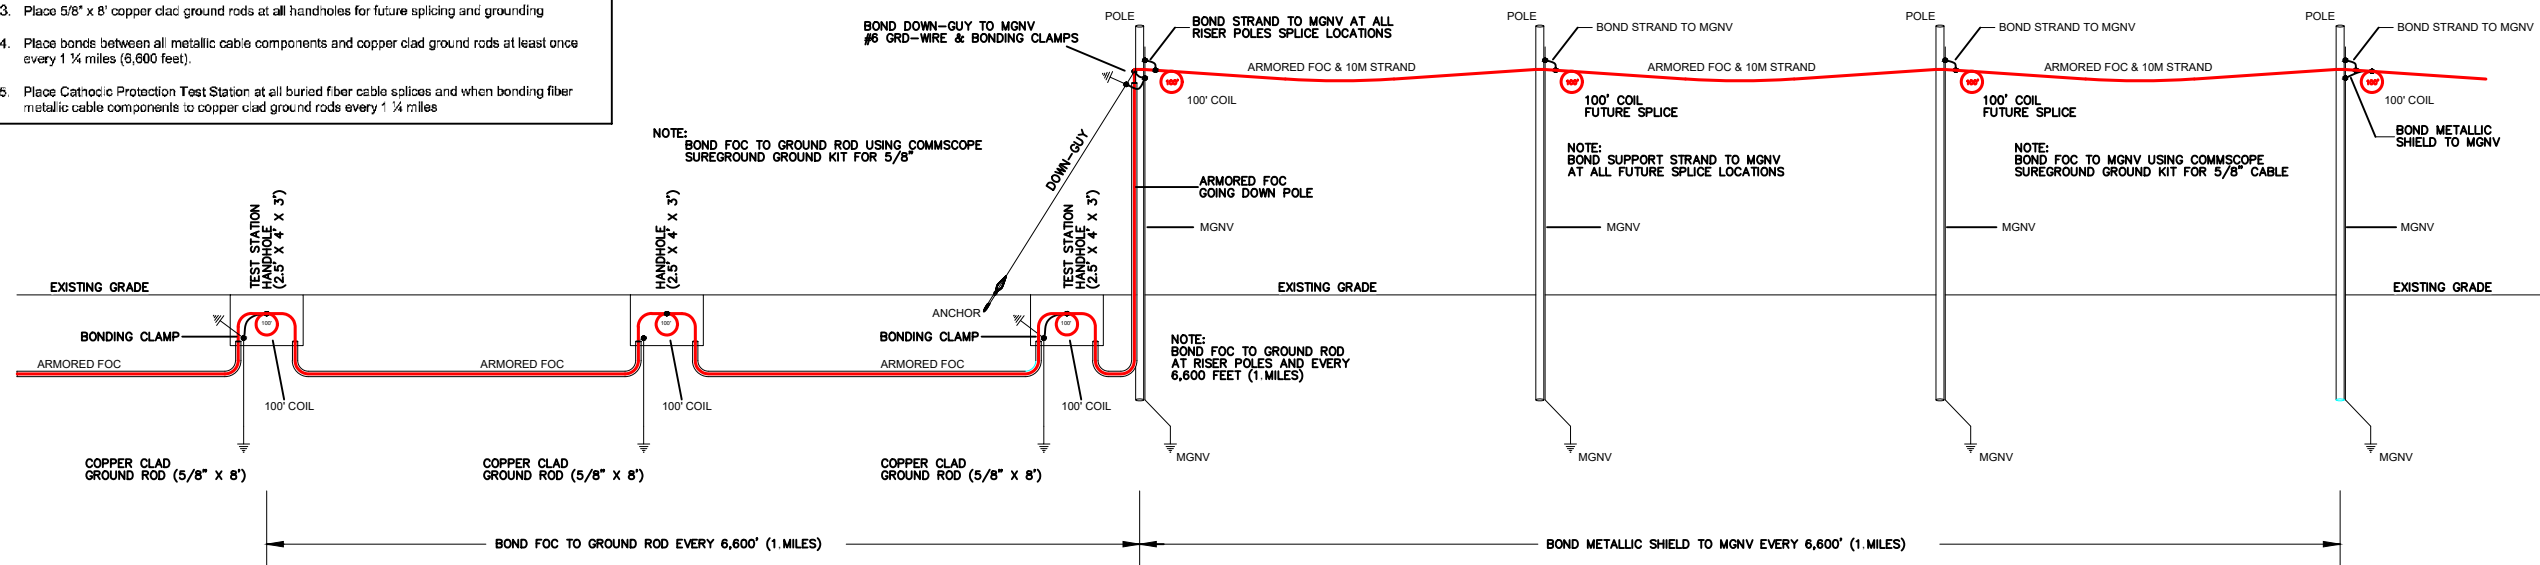 3. Place 5/8" x 8' copper clad ground rods at all handholes for future splicing and grounding
4. Place bonds between all metallic cable components and copper clad ground rods at least once
every 1 ¼ miles (6,600 feet).
5. Place Cathodic Protection Test Station at all buried fiber cable splices and when bonding fiber
metallic cable components to copper clad ground rods every 1 ¼ miles
NOTE:
BOND FOC TO GROUND ROD USING COMMSCOPE
SUREGROUND GROUND KIT FOR 5/8"
BOND DOWN-GUY TO MGNV
#6 GRD-WIRE & BONDING CLAMPS
POLE
BOND STRAND TO MGNV AT ALL
RISER POLES SPLICE LOCATIONS
ARMORED FOC & 10M STRAND
100'
100' COIL
DOWN-GUY
ARMORED FOC
GOING DOWN POLE
MGNV
POLE
BOND STRAND TO MGNV
ARMORED FOC & 10M STRAND
100'
100' COIL
FUTURE SPLICE
NOTE:
BOND SUPPORT STRAND TO MGNV
AT ALL FUTURE SPLICE LOCATIONS
MGNV
POLE
BOND STRAND TO MGNV
ARMORED FOC & 10M STRAND
100'
100' COIL
FUTURE SPLICE
NOTE:
BOND FOC TO MGNV USING COMMSCOPE
SUREGROUND GROUND KIT FOR 5/8" CABLE
MGNV
POLE
BOND STRAND TO MGNV
100'
100' COIL
BOND METALLIC
SHIELD TO MGNV
MGNV
TEST STATION
HANDHOLE
(2.5' X 4' X 3')
HANDHOLE
(2.5' X 4' X 3')
TEST STATION
HANDHOLE
(2.5' X 4' X 3')
EXISTING GRADE
EXISTING GRADE
EXISTING GRADE
ANCHOR
100'
100'
100'
BONDING CLAMP
BONDING CLAMP
ARMORED FOC
ARMORED FOC
ARMORED FOC
NOTE:
BOND FOC TO GROUND ROD
AT RISER POLES AND EVERY
6,600 FEET (1.MILES)
100' COIL
100' COIL
100' COIL
MGNV
MGNV
MGNV
MGNV
COPPER CLAD
GROUND ROD (5/8" X 8')
COPPER CLAD
GROUND ROD (5/8" X 8')
COPPER CLAD
GROUND ROD (5/8" X 8')
BOND FOC TO GROUND ROD EVERY 6,600' (1.MILES)
BOND METALLIC SHIELD TO MGNV EVERY 6,600' (1.MILES)